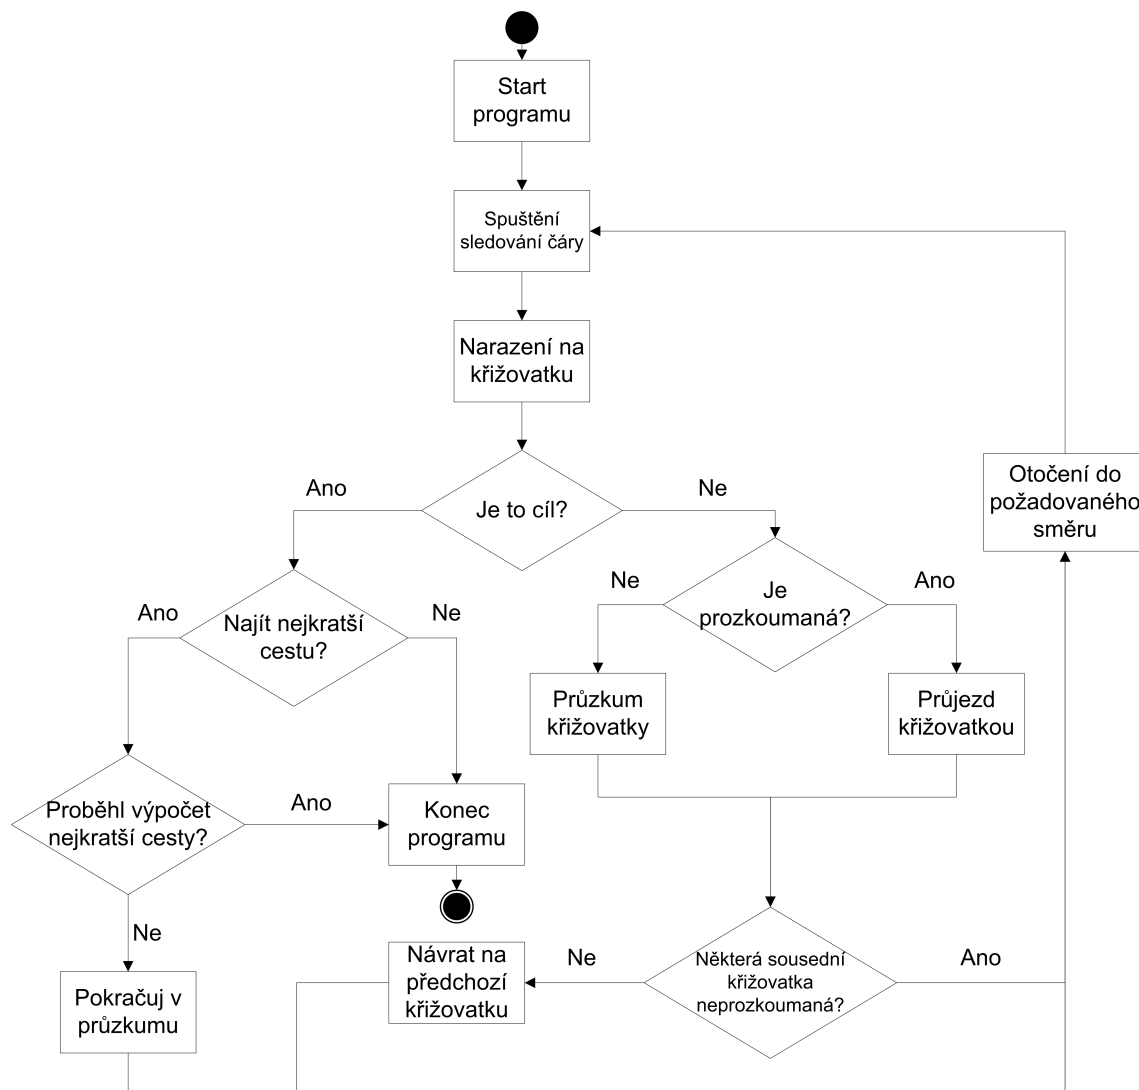 Start
programu
Spuštění
sledování čáry
Narazení na
křižovatku
Je to cíl?
Ano
Ne
Otočení do
požadovaného
směru
Najít nejkratší
cestu?
Ano
Ne
Je
prozkoumaná?
Ne
Ano
Průzkum
křižovatky
Průjezd
křižovatkou
Proběhl výpočet
nejkratší cesty?
Ano
Konec
programu
Ne
Pokračuj v
průzkumu
Návrat na
předchozí
křižovatku
Ne
Některá sousední
křižovatka
neprozkoumaná?
Ano